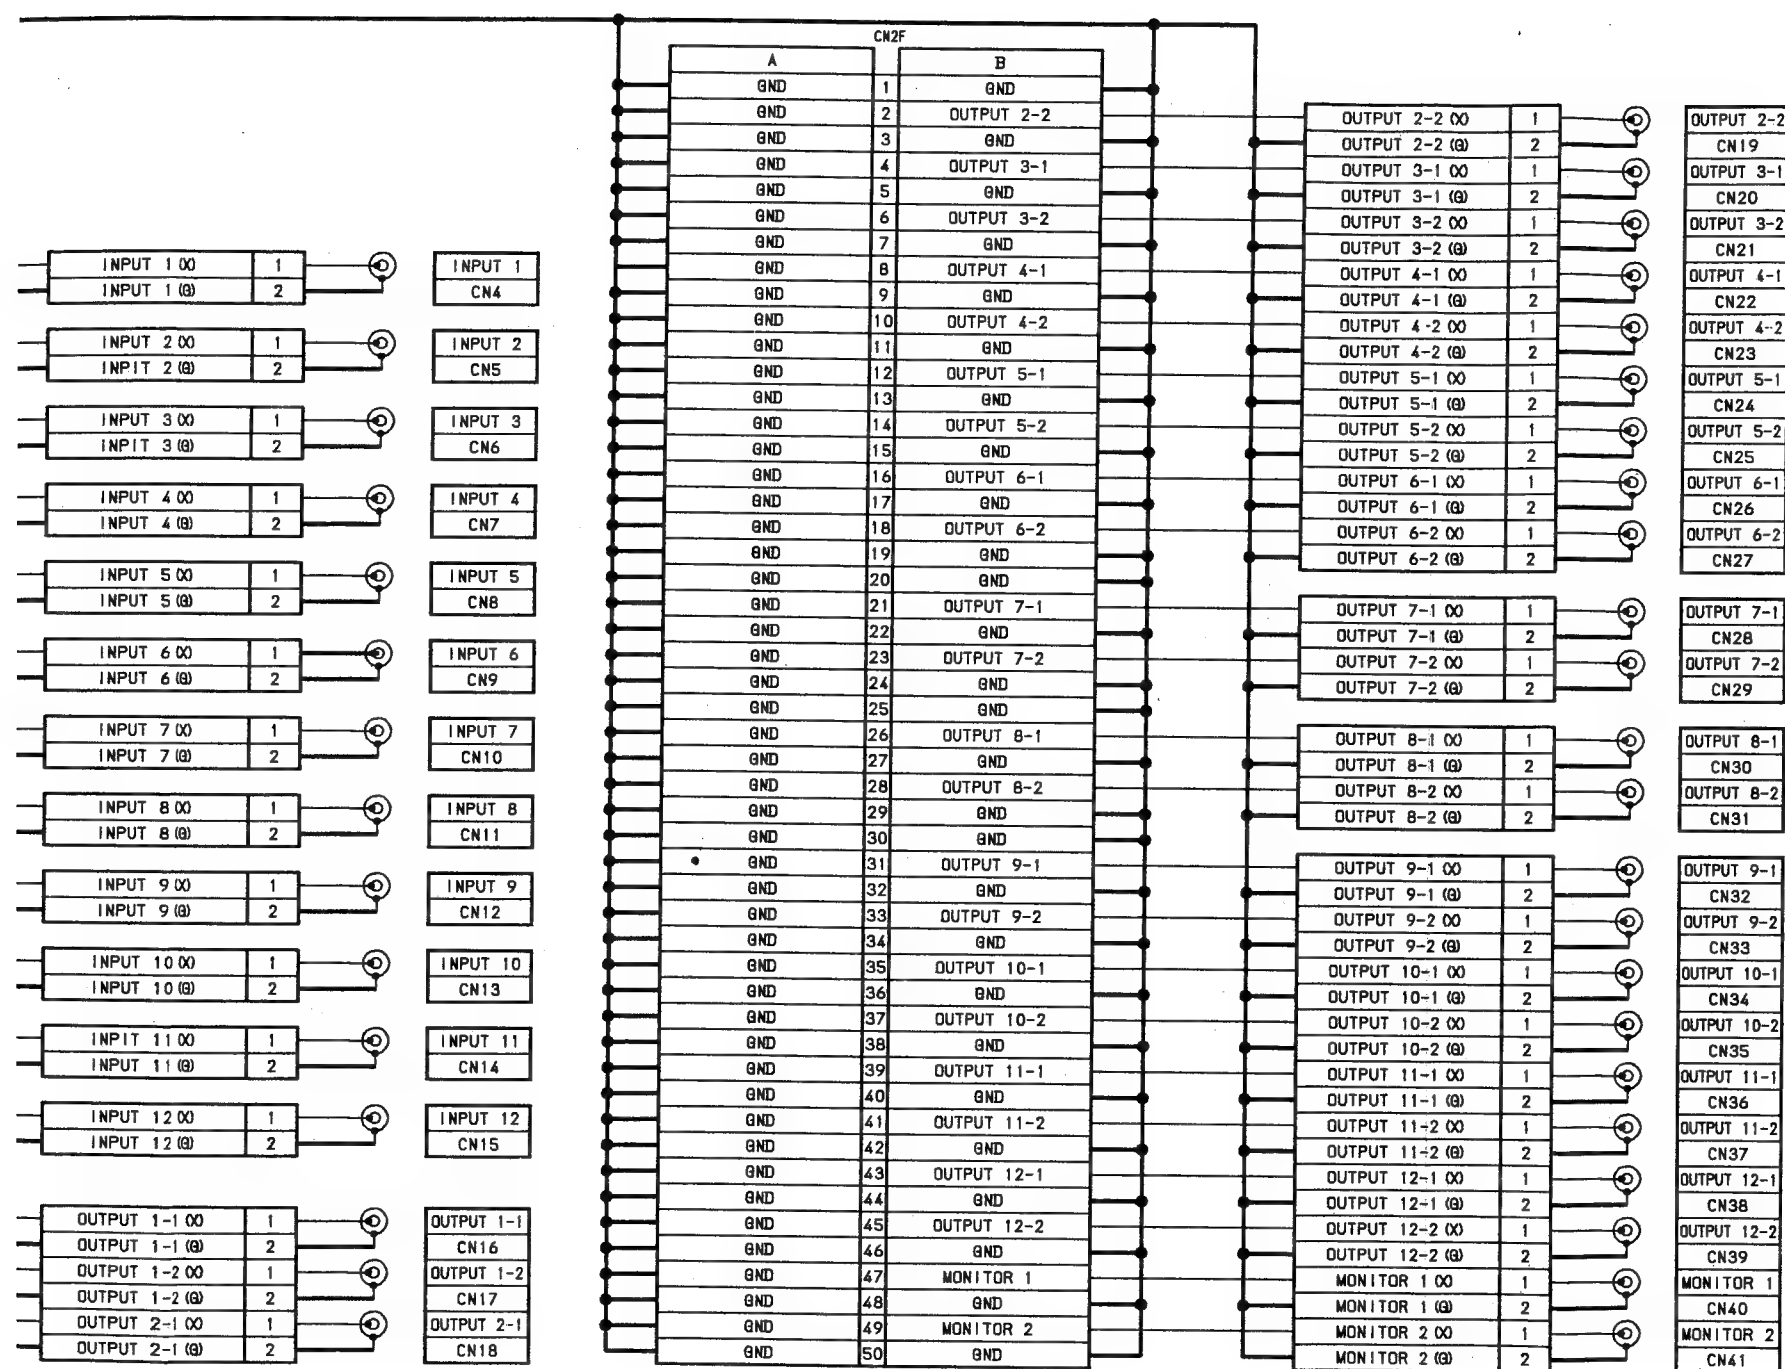 INPUT 1 (X) 1 INPUT 1
INPUT 1 (G) 2 CN4
INPUT 2 (X) 1 INPUT 2
INPIT 2 (G) 2 CN5
INPUT 3 (X) 1 INPUT 3
INPIT 3 (G) 2 CN6
INPUT 4 (X) 1 INPUT 4
INPUT 4 (G) 2 CN7
INPUT 5 (X) 1 INPUT 5
INPUT 5 (G) 2 CN8
INPUT 6 (X) 1 INPUT 6
INPUT 6 (G) 2 CN9
INPUT 7 (X) 1 INPUT 7
INPUT 7 (G) 2 CN10
INPUT 8 (X) 1 INPUT 8
INPUT 8 (G) 2 CN11
INPUT 9 (X) 1 INPUT 9
INPUT 9 (G) 2 CN12
INPUT 10 (X) 1 INPUT 10
INPUT 10 (G) 2 CN13
INPIT 11 (X) 1 INPUT 11
INPUT 11 (G) 2 CN14
INPUT 12 (X) 1 INPUT 12
INPUT 12 (G) 2 CN15
OUTPUT 1-1 (X) 1 OUTPUT 1-1
OUTPUT 1-1 (G) 2 CN16
OUTPUT 1-2 (X) 1 OUTPUT 1-2
OUTPUT 1-2 (G) 2 CN17
OUTPUT 2-1 (X) 1 OUTPUT 2-1
OUTPUT 2-1 (G) 2 CN18
CN2F
A B
GND 1 GND
GND 2 OUTPUT 2-2
GND 3 GND
GND 4 OUTPUT 3-1
GND 5 GND
GND 6 OUTPUT 3-2
GND 7 GND
GND 8 OUTPUT 4-1
GND 9 GND
GND 10 OUTPUT 4-2
GND 11 GND
GND 12 OUTPUT 5-1
GND 13 GND
GND 14 OUTPUT 5-2
GND 15 GND
GND 16 OUTPUT 6-1
GND 17 GND
GND 18 OUTPUT 6-2
GND 19 GND
GND 20 GND
GND 21 OUTPUT 7-1
GND 22 GND
GND 23 OUTPUT 7-2
GND 24 GND
GND 25 GND
GND 26 OUTPUT 8-1
GND 27 GND
GND 28 OUTPUT 8-2
GND 29 GND
GND 30 GND
GND 31 OUTPUT 9-1
GND 32 GND
GND 33 OUTPUT 9-2
GND 34 GND
GND 35 OUTPUT 10-1
GND 36 GND
GND 37 OUTPUT 10-2
GND 38 GND
GND 39 OUTPUT 11-1
GND 40 GND
GND 41 OUTPUT 11-2
GND 42 GND
GND 43 OUTPUT 12-1
GND 44 GND
GND 45 OUTPUT 12-2
GND 46 GND
GND 47 MONITOR 1
GND 48 GND
GND 49 MONITOR 2
GND 50 GND
OUTPUT 2-2 (X) 1 OUTPUT 2-2
OUTPUT 2-2 (G) 2 CN19
OUTPUT 3-1 (X) 1 OUTPUT 3-1
OUTPUT 3-1 (G) 2 CN20
OUTPUT 3-2 (X) 1 OUTPUT 3-2
OUTPUT 3-2 (G) 2 CN21
OUTPUT 4-1 (X) 1 OUTPUT 4-1
OUTPUT 4-1 (G) 2 CN22
OUTPUT 4-2 (X) 1 OUTPUT 4-2
OUTPUT 4-2 (G) 2 CN23
OUTPUT 5-1 (X) 1 OUTPUT 5-1
OUTPUT 5-1 (G) 2 CN24
OUTPUT 5-2 (X) 1 OUTPUT 5-2
OUTPUT 5-2 (G) 2 CN25
OUTPUT 6-1 (X) 1 OUTPUT 6-1
OUTPUT 6-1 (G) 2 CN26
OUTPUT 6-2 (X) 1 OUTPUT 6-2
OUTPUT 6-2 (G) 2 CN27
OUTPUT 7-1 (X) 1 OUTPUT 7-1
OUTPUT 7-1 (G) 2 CN28
OUTPUT 7-2 (X) 1 OUTPUT 7-2
OUTPUT 7-2 (G) 2 CN29
OUTPUT 8-1 (X) 1 OUTPUT 8-1
OUTPUT 8-1 (G) 2 CN30
OUTPUT 8-2 (X) 1 OUTPUT 8-2
OUTPUT 8-2 (G) 2 CN31
OUTPUT 9-1 (X) 1 OUTPUT 9-1
OUTPUT 9-1 (G) 2 CN32
OUTPUT 9-2 (X) 1 OUTPUT 9-2
OUTPUT 9-2 (G) 2 CN33
OUTPUT 10-1 (X) 1 OUTPUT 10-1
OUTPUT 10-1 (G) 2 CN34
OUTPUT 10-2 (X) 1 OUTPUT 10-2
OUTPUT 10-2 (G) 2 CN35
OUTPUT 11-1 (X) 1 OUTPUT 11-1
OUTPUT 11-1 (G) 2 CN36
OUTPUT 11-2 (X) 1 OUTPUT 11-2
OUTPUT 11-2 (G) 2 CN37
OUTPUT 12-1 (X) 1 OUTPUT 12-1
OUTPUT 12-1 (G) 2 CN38
OUTPUT 12-2 (X) 1 OUTPUT 12-2
OUTPUT 12-2 (G) 2 CN39
MONITOR 1 (X) 1 MONITOR 1
MONITOR 1 (G) 2 CN40
MONITOR 2 (X) 1 MONITOR 2
MONITOR 2 (G) 2 CN41